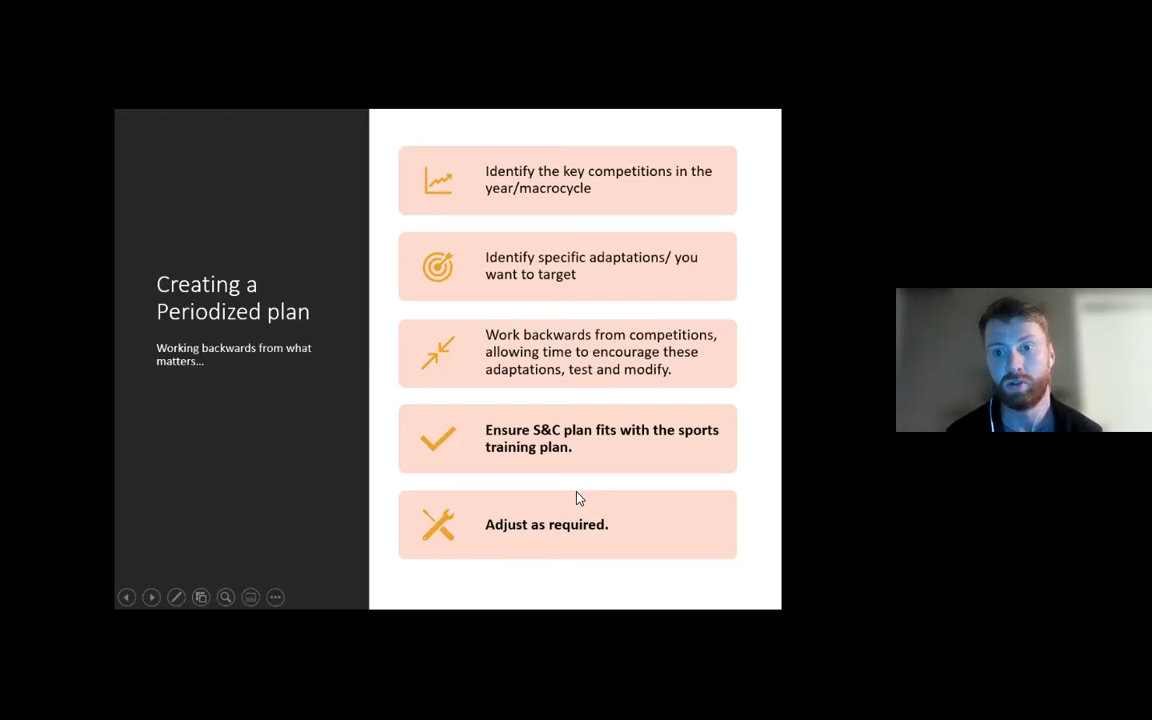 Creating a
Periodized plan
Working backwards from what
matters...
Identify the key competitions in the
year/macrocycle
Identify specific adaptations/ you
want to target
Work backwards from competitions,
allowing time to encourage these
adaptations, test and modify.
Ensure S&C plan fits with the sports
training plan.
Adjust as required.